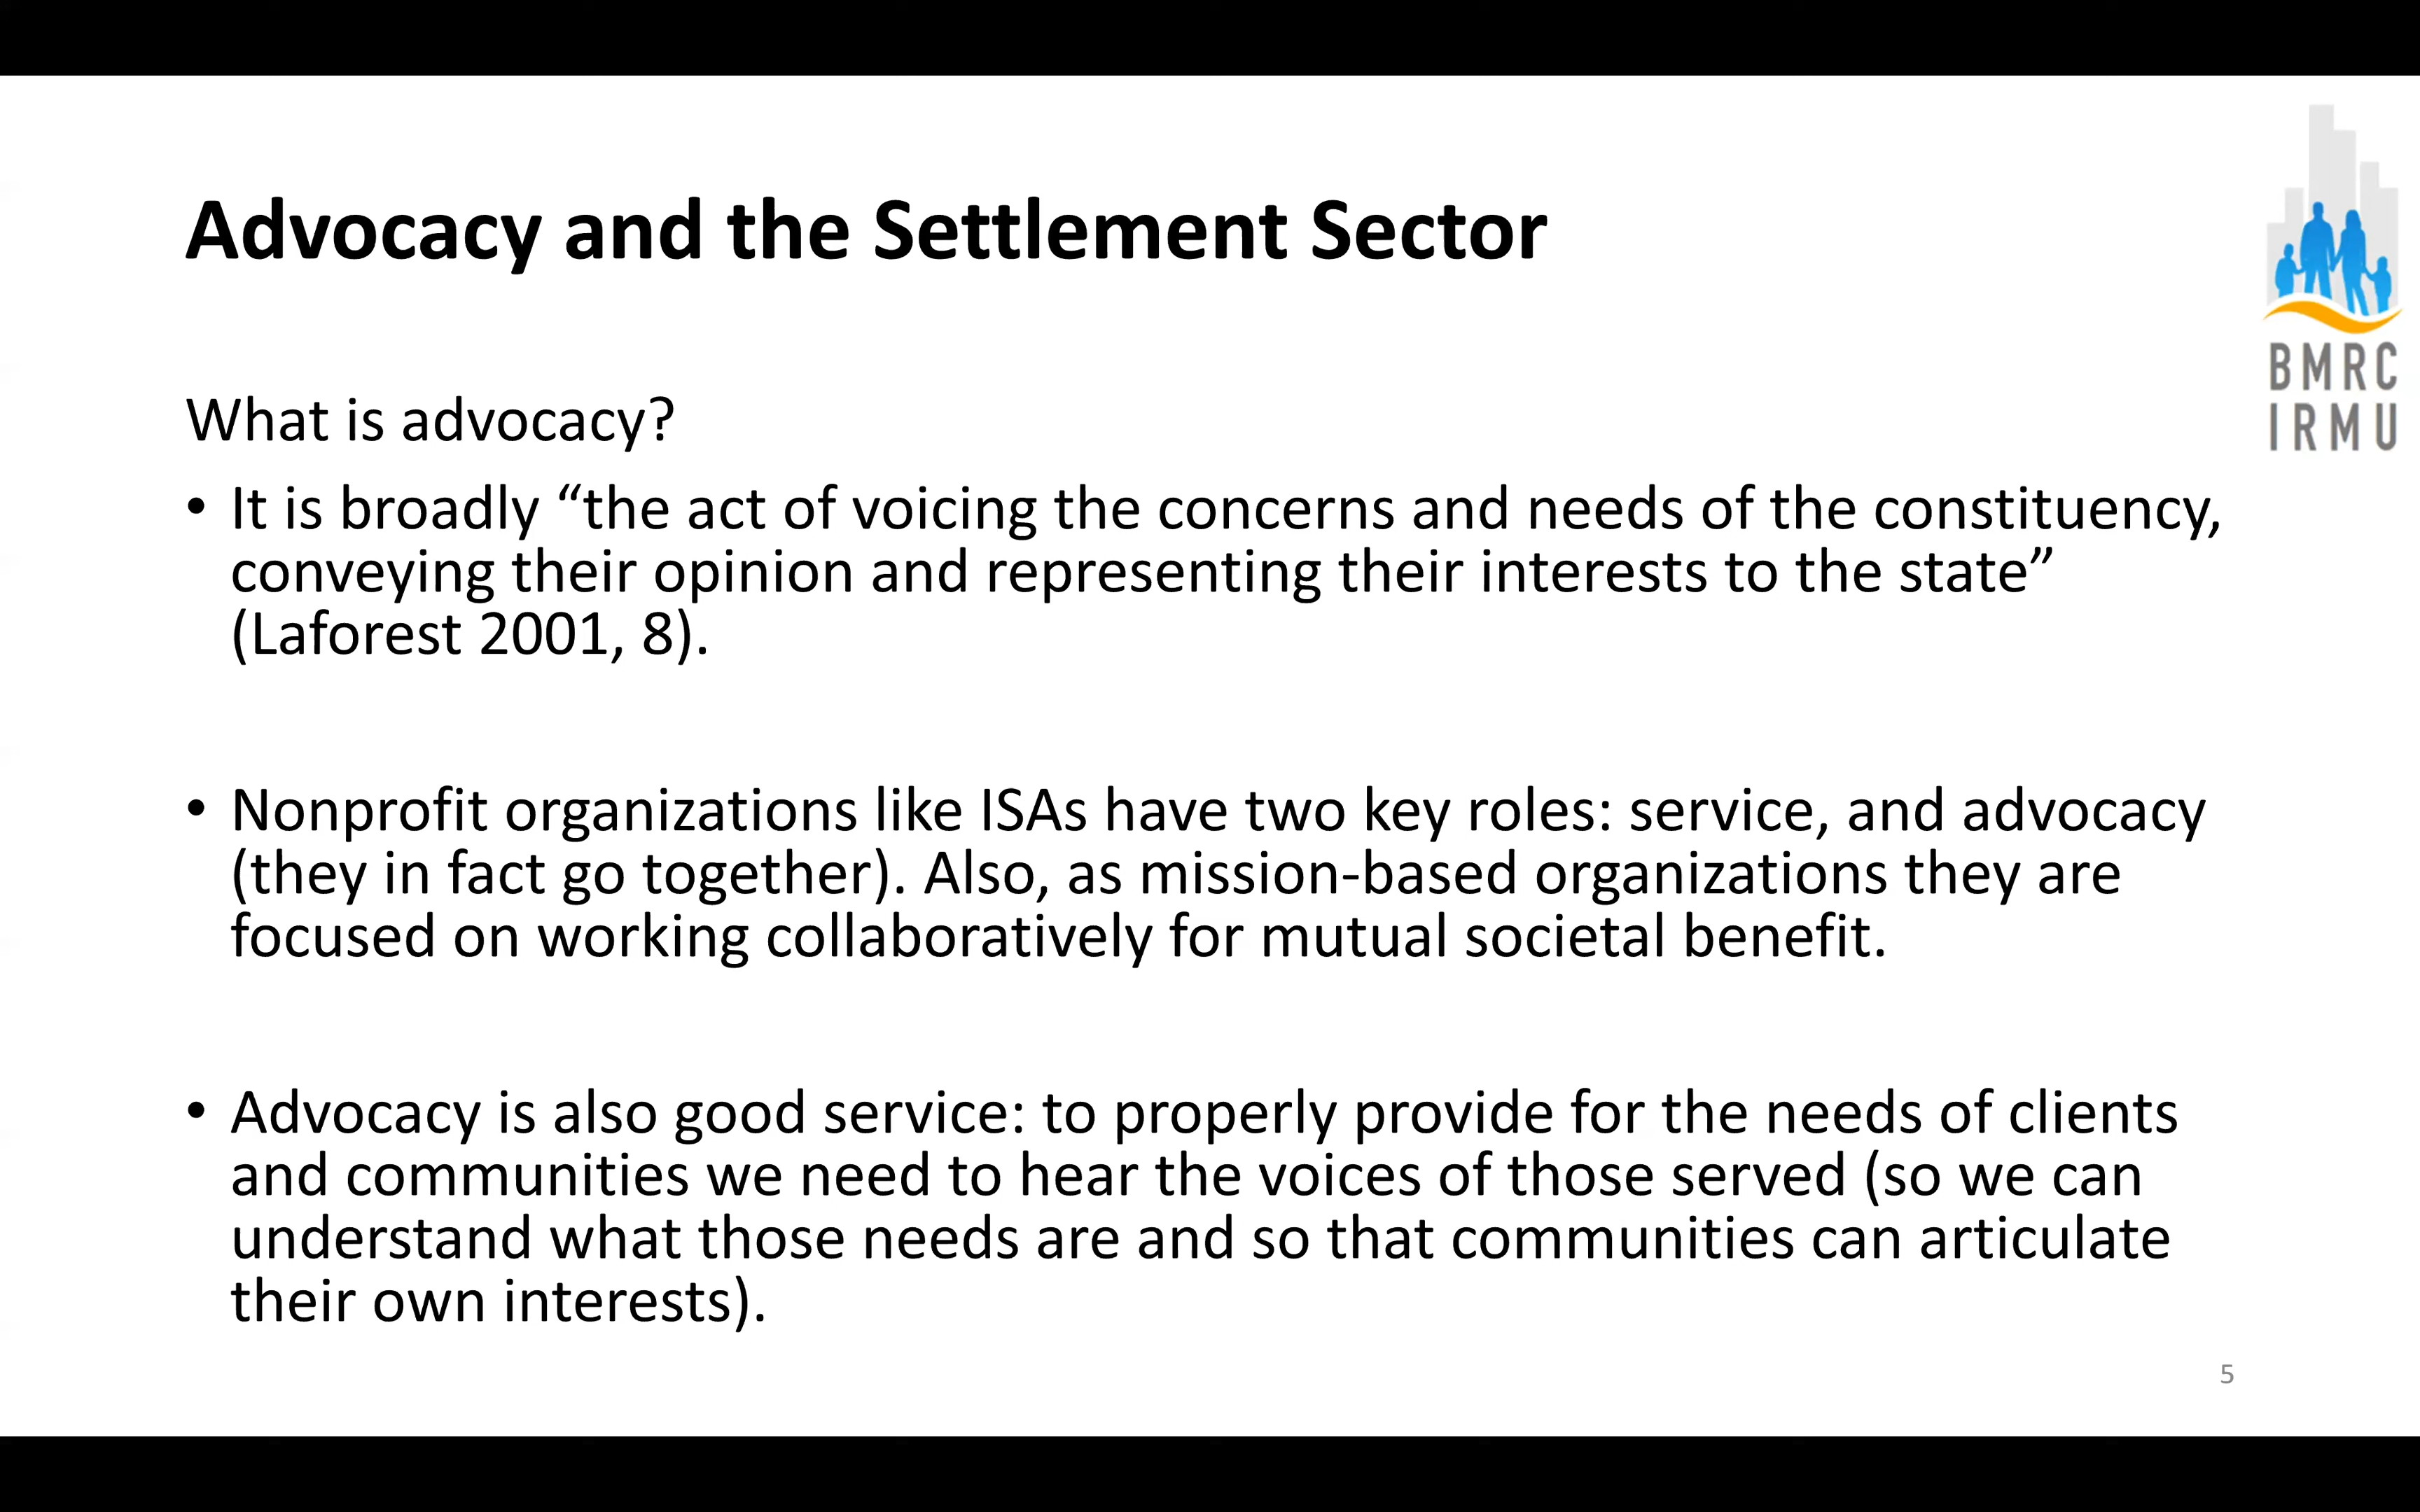 Advocacy and the Settlement Sector
BMRC
IRMU
What is advocacy?
• It is broadly “the act of voicing the concerns and needs of the constituency,
conveying their opinion and representing their interests to the state”
(Laforest 2001, 8).
• Nonprofit organizations like ISAs have two key roles: service, and advocacy
(they in fact go together). Also, as mission-based organizations they are
focused on working collaboratively for mutual societal benefit.
• Advocacy is also good service: to properly provide for the needs of clients
and communities we need to hear the voices of those served (so we can
understand what those needs are and so that communities can articulate
their own interests).
5